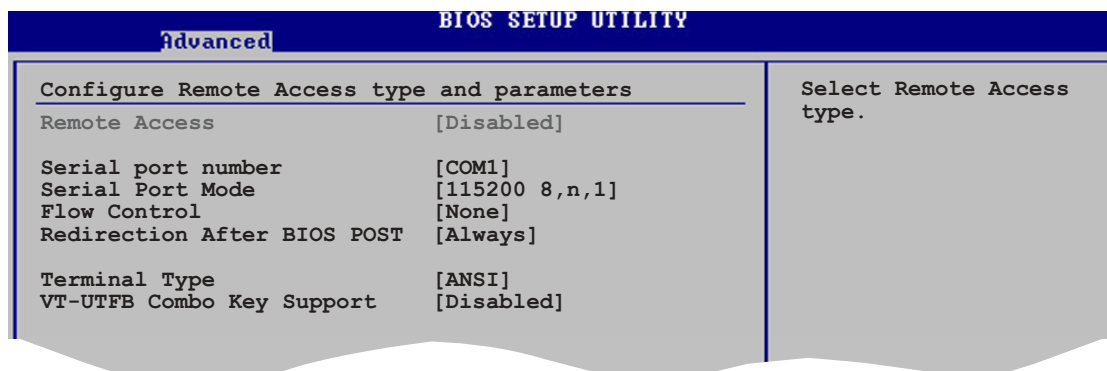 BIOS SETUP UTILITY
Advanced
Configure Remote Access type and parameters
Remote Access [Disabled]
Serial port number [COM1]
Serial Port Mode [115200 8,n,1]
Flow Control [None]
Redirection After BIOS POST [Always]
Terminal Type [ANSI]
VT-UTFB Combo Key Support [Disabled]
Select Remote Access
type.